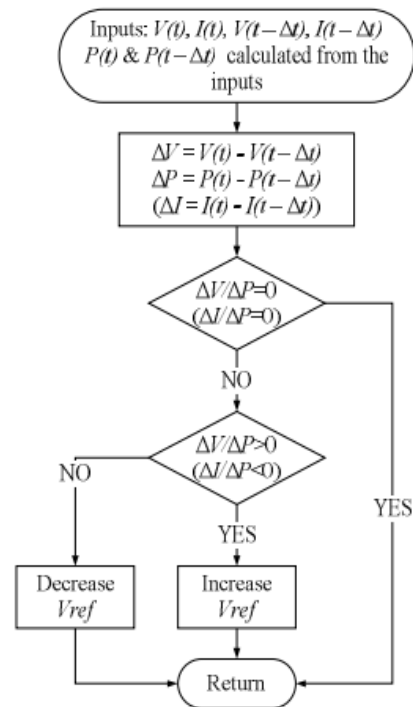 Inputs: V(t), I(t), V(t−Δt), I(t−Δt)
P(t) & P(t−Δt) calculated from the
inputs
ΔV = V(t) - V(t−Δt)
ΔP = P(t) - P(t−Δt)
(ΔI = I(t) - I(t−Δt))
ΔV/ΔP=0
(ΔI/ΔP=0)
NO
ΔV/ΔP>0
(ΔI/ΔP<0)
NO
YES
YES
Decrease
Vref
Increase
Vref
Return